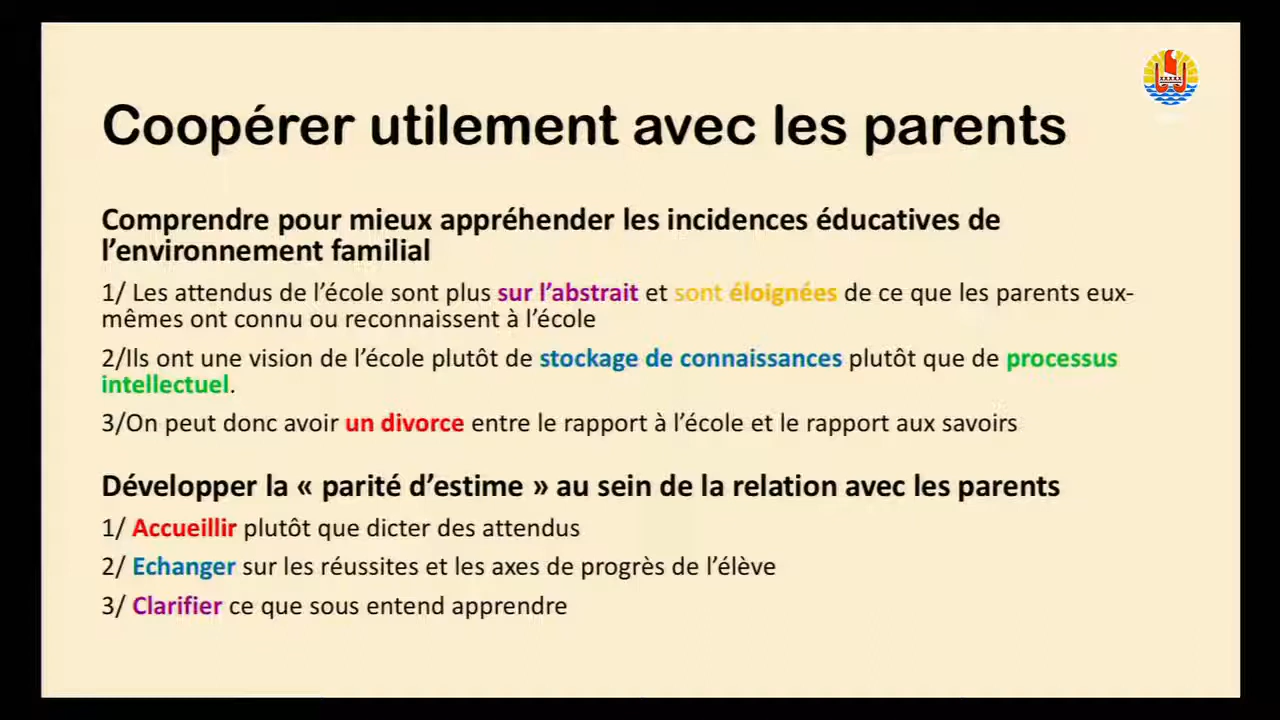 Coopérer utilement avec les parents
Comprendre pour mieux appréhender les incidences éducatives de
l’environnement familial
1/ Les attendus de l’école sont plus sur l’abstrait et sont éloignées de ce que les parents eux-
mêmes ont connu ou reconnaissent à l’école
2/Ils ont une vision de l’école plutôt de stockage de connaissances plutôt que de processus
intellectuel.
3/On peut donc avoir un divorce entre le rapport à l’école et le rapport aux savoirs
Développer la « parité d’estime » au sein de la relation avec les parents
1/ Accueillir plutôt que dicter des attendus
2/ Echanger sur les réussites et les axes de progrès de l’élève
3/ Clarifier ce que sous entend apprendre